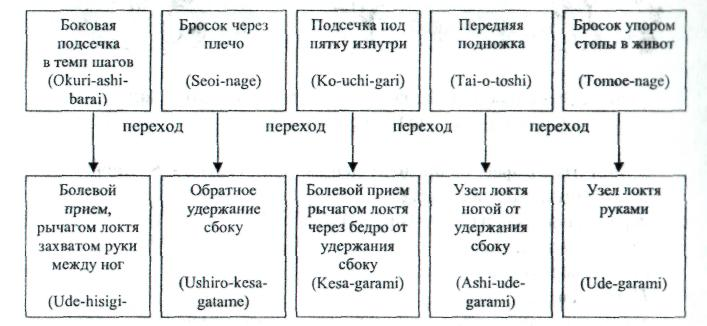 Боковая
подсечка
в темп шагов
(Okuri-ashi-
barai)
Бросок через
плечо
(Seoi-nage)
Подсечка под
пятку изнутри
(Ko-uchi-gari)
Передняя
подножка
(Tai-o-toshi)
Бросок упором
стопы в живот
(Tomoe-nage)
переход
переход
переход
переход
Болевой
прием,
рычагом локтя
захватом руки
между ног
(Ude-hisigi-
Обратное
удержание
сбоку
(Ushiro-kesa-
gatame)
Болевой прием
рычагом локтя
через бедро от
удержания
сбоку
(Kesa-garami)
Узел локтя
ногой от
удержания
сбоку
(Ashi-ude-
garami)
Узел локтя
руками
(Ude-garami)